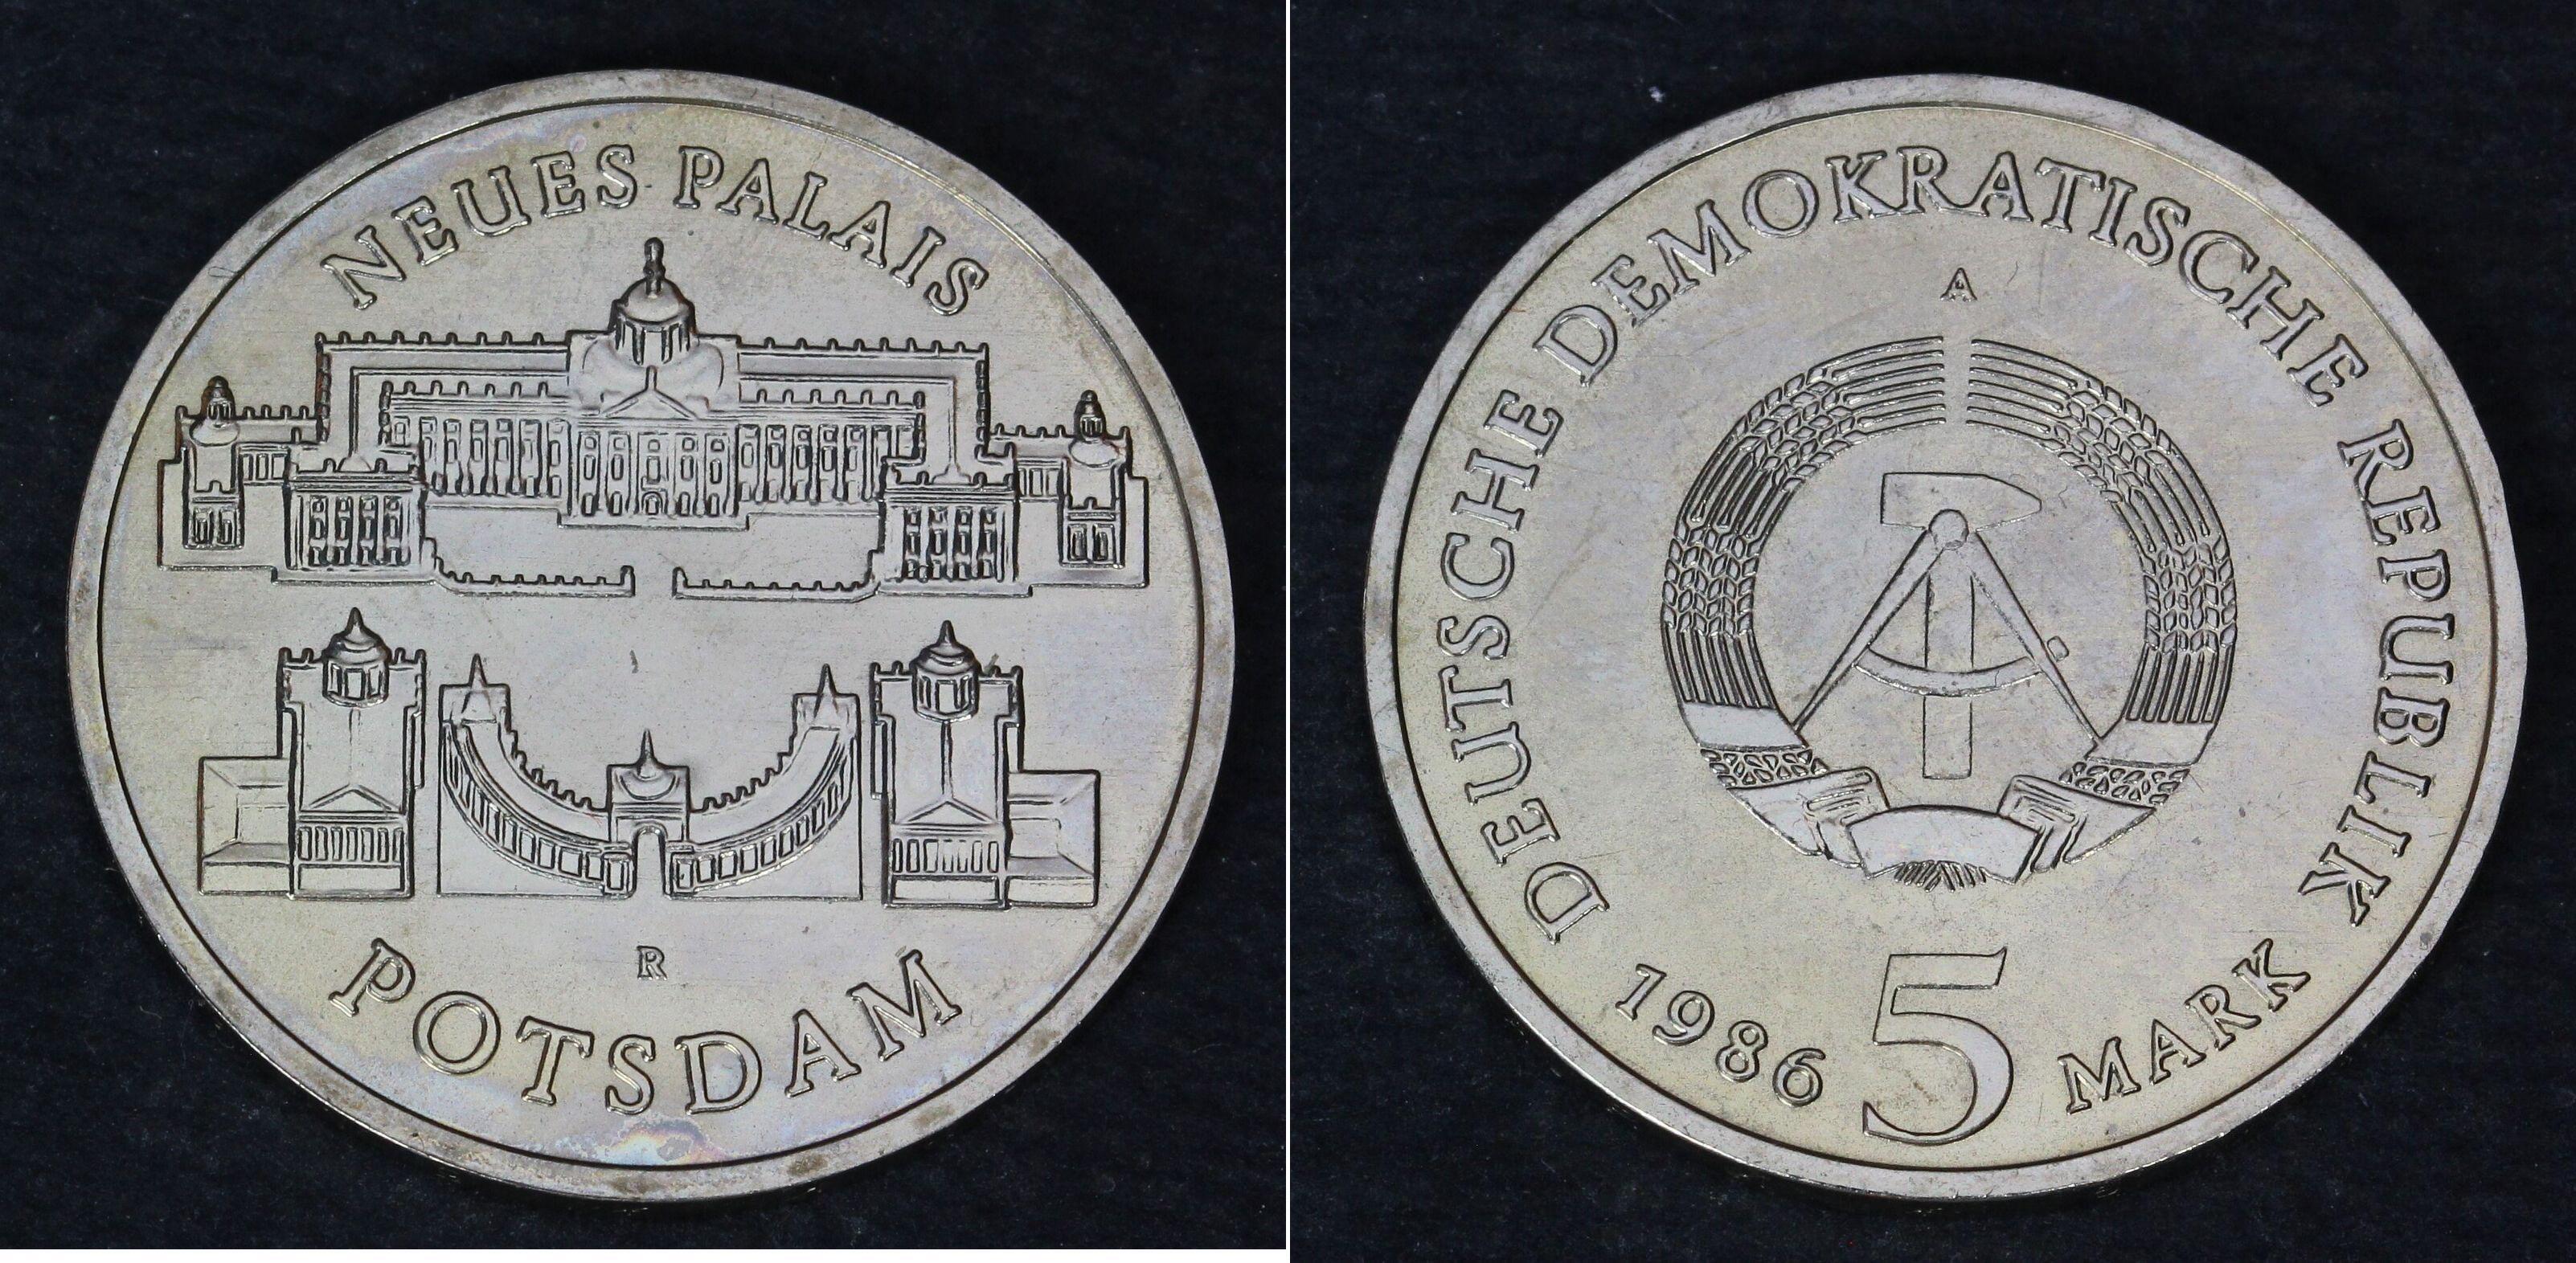 NEUES PALAIS
R
POTSDAM
DEUTSCHE DEMOKRATISCHE REPUBLIK
A
1986 5 MARK